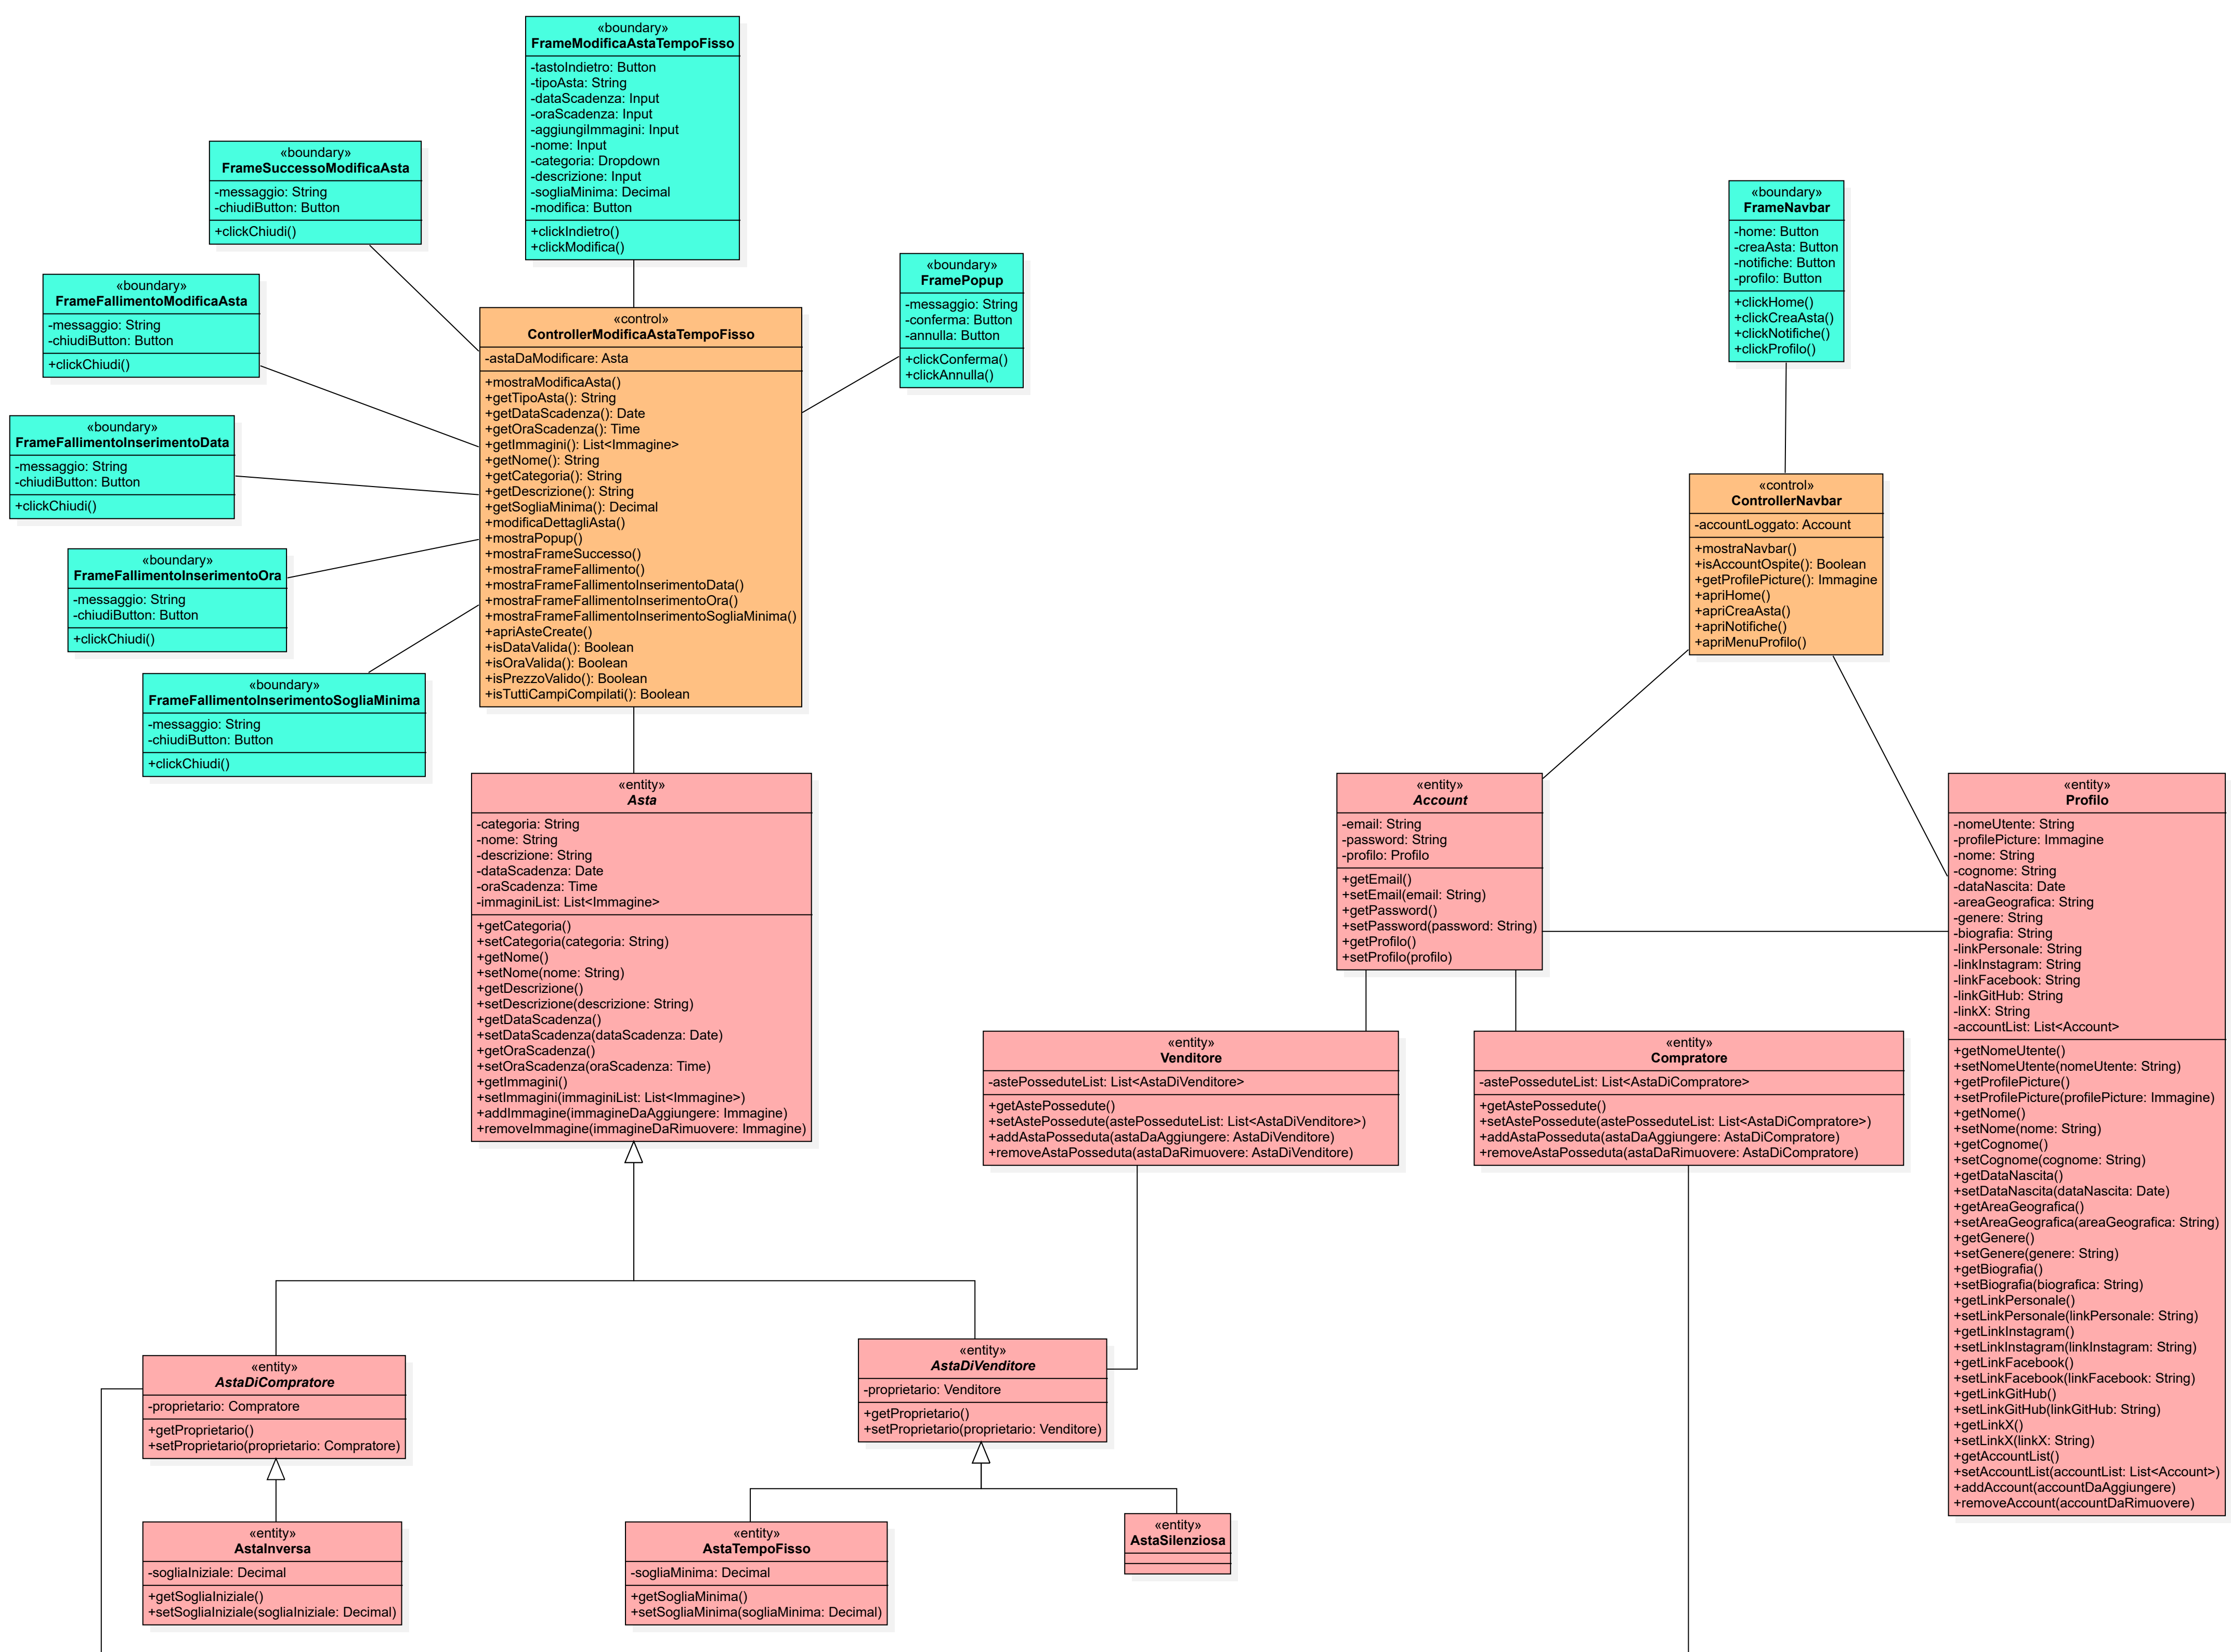 «boundary»
FrameModificaAstaTempoFisso
-tastoIndietro: Button
-tipoAsta: String
-dataScadenza: Input
-oraScadenza: Input
-aggiungiImmagini: Input
-nome: Input
-categoria: Dropdown
-descrizione: Input
-sogliaMinima: Decimal
-modifica: Button
+clickIndietro()
+clickModifica()
«boundary»
FrameSuccessoModificaAsta
-messaggio: String
-chiudiButton: Button
+clickChiudi()
«boundary»
FrameNavbar
-home: Button
-creaAsta: Button
-notifiche: Button
-profilo: Button
+clickHome()
+clickCreaAsta()
+clickNotifiche()
+clickProfilo()
«boundary»
FramePopup
-messaggio: String
-conferma: Button
-annulla: Button
+clickConferma()
+clickAnnulla()
«boundary»
FrameFallimentoModificaAsta
-messaggio: String
-chiudiButton: Button
+clickChiudi()
«control»
ControllerModificaAstaTempoFisso
-astaDaModificare: Asta
+mostraModificaAsta()
+getTipoAsta(): String
+getDataScadenza(): Date
+getOraScadenza(): Time
+getImmagini(): List<Immagine>
+getNome(): String
+getCategoria(): String
+getDescrizione(): String
+getSogliaMinima(): Decimal
+modificaDettagliAsta()
+mostraPopup()
+mostraFrameSuccesso()
+mostraFrameFallimento()
+mostraFrameFallimentoInserimentoData()
+mostraFrameFallimentoInserimentoOra()
+mostraFrameFallimentoInserimentoSogliaMinima()
+apriAsteCreate()
+isDataValida(): Boolean
+isOraValida(): Boolean
+isPrezzoValido(): Boolean
+isTuttiCampiCompilati(): Boolean
«boundary»
FrameFallimentoInserimentoData
-messaggio: String
-chiudiButton: Button
+clickChiudi()
«control»
ControllerNavbar
-accountLoggato: Account
+mostraNavbar()
+isAccountOspite(): Boolean
+getProfilePicture(): Immagine
+apriHome()
+apriCreaAsta()
+apriNotifiche()
+apriMenuProfilo()
«boundary»
FrameFallimentoInserimentoOra
-messaggio: String
-chiudiButton: Button
+clickChiudi()
«boundary»
FrameFallimentoInserimentoSogliaMinima
-messaggio: String
-chiudiButton: Button
+clickChiudi()
«entity»
Asta
-categoria: String
-nome: String
-descrizione: String
-dataScadenza: Date
-oraScadenza: Time
-immaginiList: List<Immagine>
+getCategoria()
+setCategoria(categoria: String)
+getNome()
+setNome(nome: String)
+getDescrizione()
+setDescrizione(descrizione: String)
+getDataScadenza()
+setDataScadenza(dataScadenza: Date)
+getOraScadenza()
+setOraScadenza(oraScadenza: Time)
+getImmagini()
+setImmagini(immaginiList: List<Immagine>)
+addImmagine(immagineDaAggiungere: Immagine)
+removeImmagine(immagineDaRimuovere: Immagine)
«entity»
Account
-email: String
-password: String
-profilo: Profilo
+getEmail()
+setEmail(email: String)
+getPassword()
+setPassword(password: String)
+getProfilo()
+setProfilo(profilo)
«entity»
Profilo
-nomeUtente: String
-profilePicture: Immagine
-nome: String
-cognome: String
-dataNascita: Date
-areaGeografica: String
-genere: String
-biografia: String
-linkPersonale: String
-linkInstagram: String
-linkFacebook: String
-linkGitHub: String
-linkX: String
-accountList: List<Account>
+getNomeUtente()
+setNomeUtente(nomeUtente: String)
+getProfilePicture()
+setProfilePicture(profilePicture: Immagine)
+getNome()
+setNome(nome: String)
+getCognome()
+setCognome(cognome: String)
+getDataNascita()
+setDataNascita(dataNascita: Date)
+getAreaGeografica()
+setAreaGeografica(areaGeografica: String)
+getGenere()
+setGenere(genere: String)
+getBiografia()
+setBiografia(biografica: String)
+getLinkPersonale()
+setLinkPersonale(linkPersonale: String)
+getLinkInstagram()
+setLinkInstagram(linkInstagram: String)
+getLinkFacebook()
+setLinkFacebook(linkFacebook: String)
+getLinkGitHub()
+setLinkGitHub(linkGitHub: String)
+getLinkX()
+setLinkX(linkX: String)
+getAccountList()
+setAccountList(accountList: List<Account>)
+addAccount(accountDaAggiungere)
+removeAccount(accountDaRimuovere)
«entity»
Venditore
-astePosseduteList: List<AstaDiVenditore>
+getAstePossedute()
+setAstePossedute(astePosseduteList: List<AstaDiVenditore>)
+addAstaPosseduta(astaDaAggiungere: AstaDiVenditore)
+removeAstaPosseduta(astaDaRimuovere: AstaDiVenditore)
«entity»
Compratore
-astePosseduteList: List<AstaDiCompratore>
+getAstePossedute()
+setAstePossedute(astePosseduteList: List<AstaDiCompratore>)
+addAstaPosseduta(astaDaAggiungere: AstaDiCompratore)
+removeAstaPosseduta(astaDaRimuovere: AstaDiCompratore)
«entity»
AstaDiCompratore
-proprietario: Compratore
+getProprietario()
+setProprietario(proprietario: Compratore)
«entity»
AstaDiVenditore
-proprietario: Venditore
+getProprietario()
+setProprietario(proprietario: Venditore)
«entity»
AstaInversa
-sogliaIniziale: Decimal
+getSogliaIniziale()
+setSogliaIniziale(sogliaIniziale: Decimal)
«entity»
AstaTempoFisso
-sogliaMinima: Decimal
+getSogliaMinima()
+setSogliaMinima(sogliaMinima: Decimal)
«entity»
AstaSilenziosa